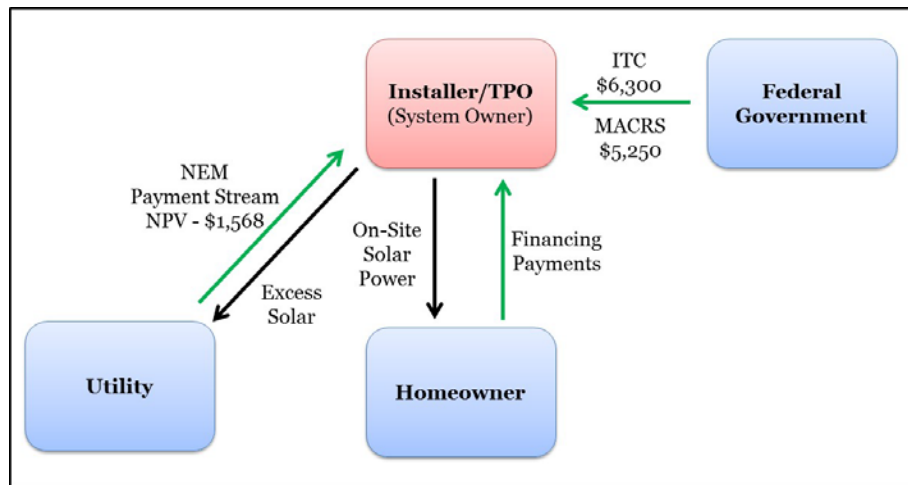 Installer/TPO
(System Owner)
ITC
$6,300
MACRS
$5,250
Federal
Government
NEM
Payment Stream
NPV - $1,568
Excess
Solar
On-Site
Solar
Power
Financing
Payments
Utility
Homeowner